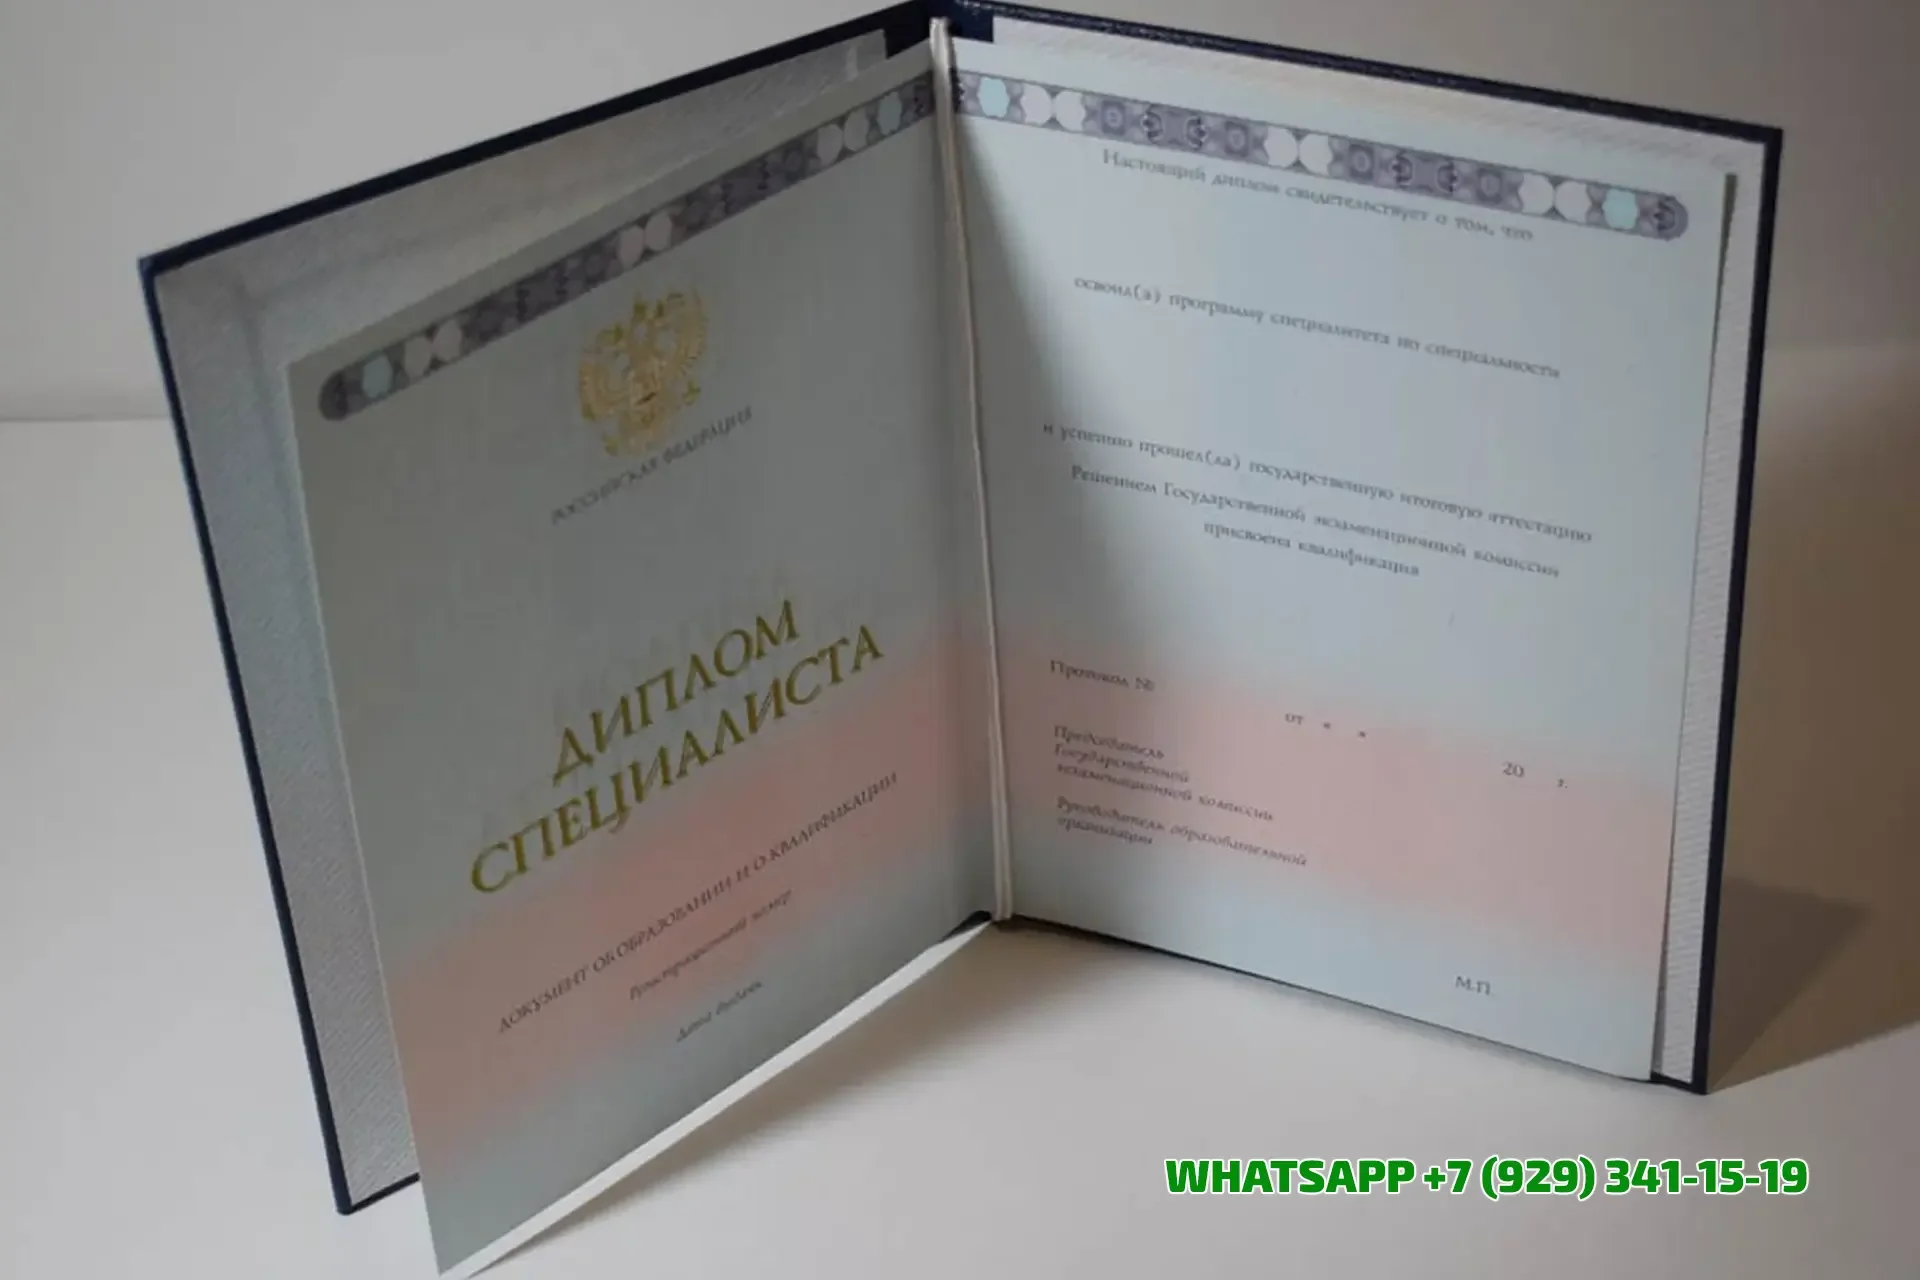 РОССИЙСКАЯ ФЕДЕРАЦИЯ
ДИПЛОМ
СПЕЦИАЛИСТА
ДОКУМЕНТ ОБ ОБРАЗОВАНИИ И О КВАЛИФИКАЦИИ
Регистрационный номер
Дата выдачи
Настоящий диплом свидетельствует о том, что
освоил(а) программу специалитета по специальности
и успешно прошел(ла) государственную итоговую аттестацию
Решением Государственной экзаменационной комиссии
присвоена квалификация
Протокол №
от « »
20 г.
Председатель
Государственной
экзаменационной комиссии
Руководитель образовательной
организации
М.П.
WHATSAPP +7 (929) 341-15-19